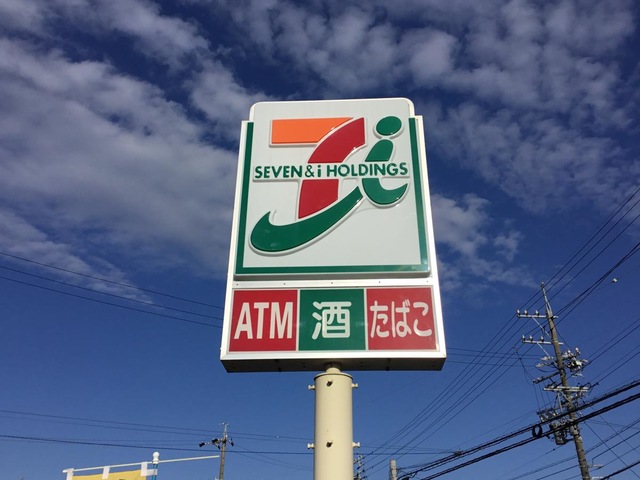 SEVEN & i HOLDINGS
ATM 酒 たばこ